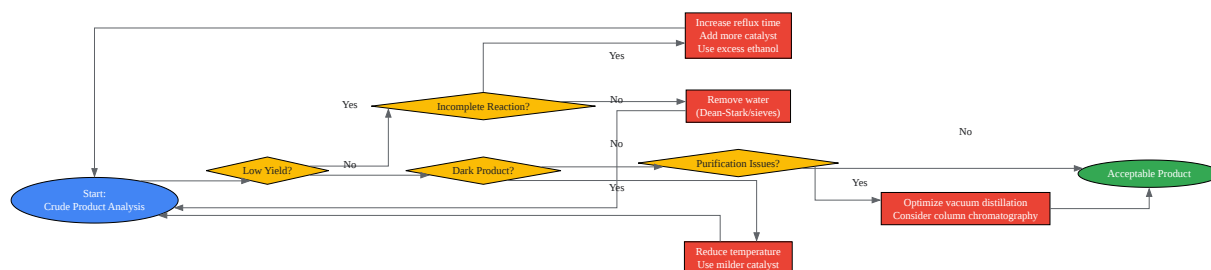 Increase reflux time
Add more catalyst
Use excess ethanol
Yes
Remove water
(Dean-Stark/sieves)
No
Yes
Incomplete Reaction?
No
No
Yes
Low Yield?
No
Dark Product?
Purification Issues?
Acceptable Product
Yes
Start:
Crude Product Analysis
Optimize vacuum distillation
Consider column chromatography
Reduce temperature
Use milder catalyst